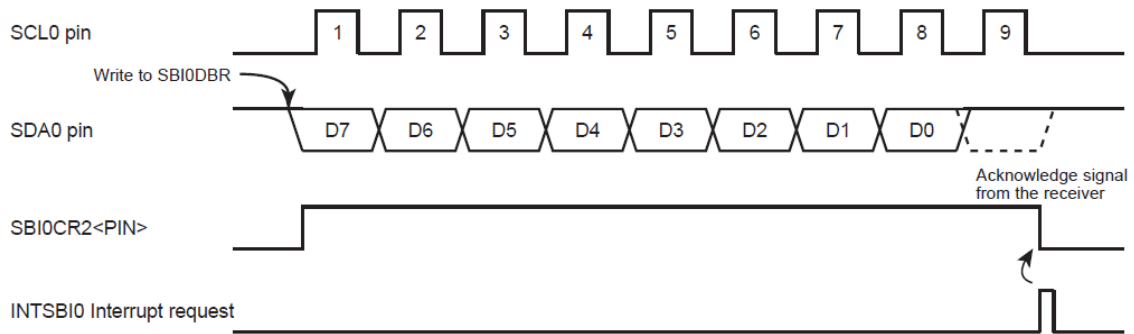 SCL0 pin
1 2 3 4 5 6 7 8 9
Write to SBI0DBR
SDA0 pin
D7 D6 D5 D4 D3 D2 D1 D0
Acknowledge signal
from the receiver
SBI0CR2<PIN>
INTSBI0 Interrupt request